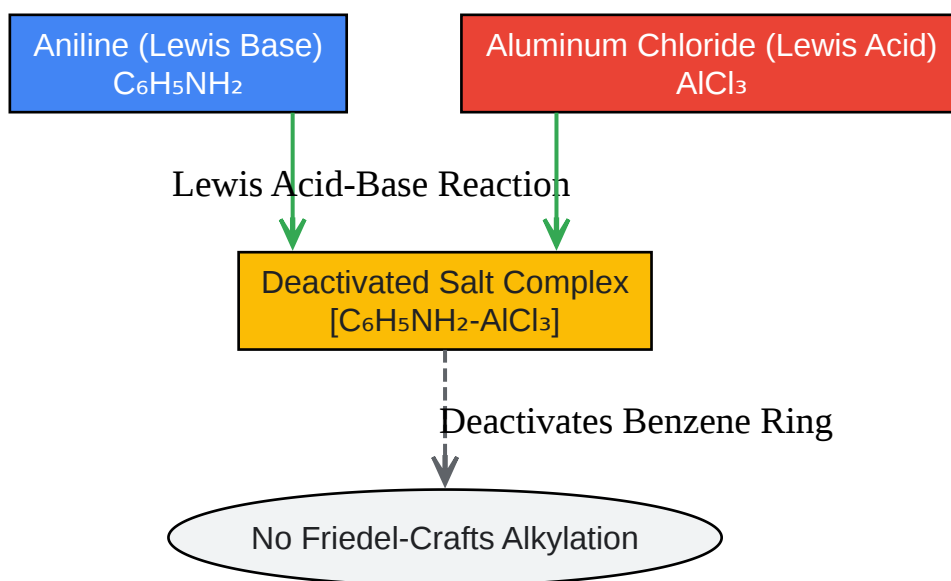 Aniline (Lewis Base)
C₆H₅NH₂
Aluminum Chloride (Lewis Acid)
AlCl₃
Lewis Acid-Base Reaction
Deactivated Salt Complex
[C₆H₅NH₂-AlCl₃]
Deactivates Benzene Ring
No Friedel-Crafts Alkylation